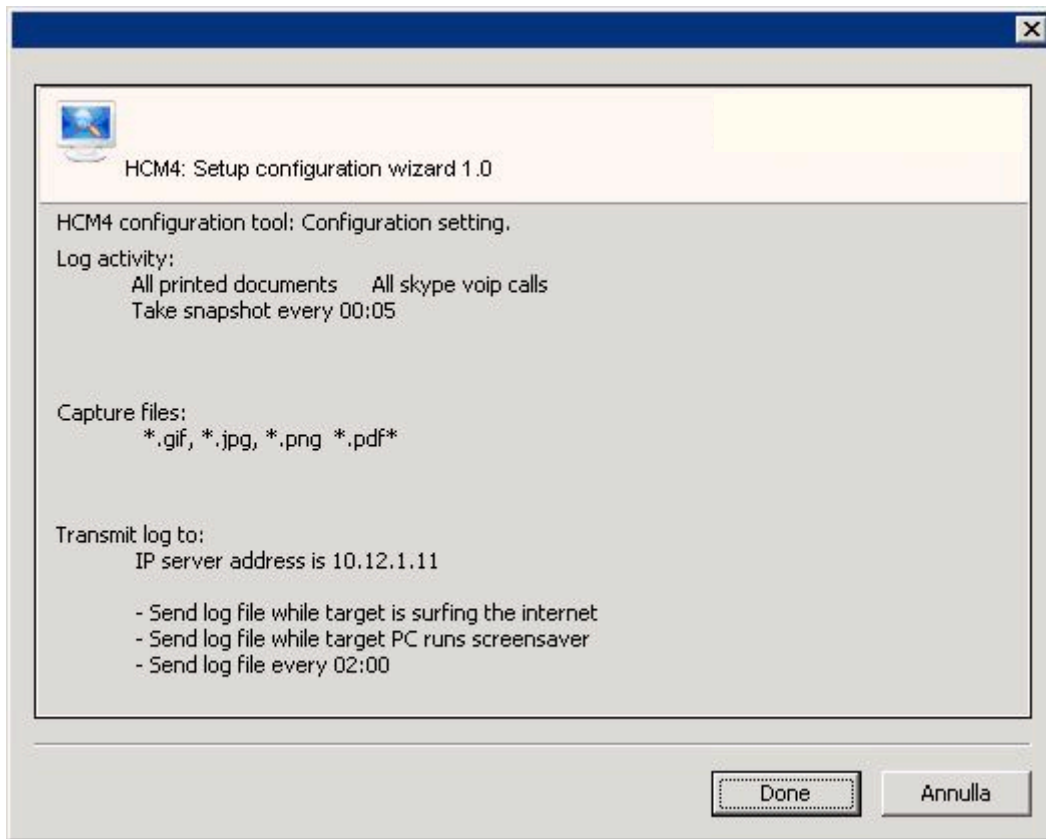 HCM4: Setup configuration wizard 1.0
HCM4 configuration tool: Configuration setting.
Log activity:
All printed documents All skype voip calls
Take snapshot every 00:05
Capture files:
*.gif, *.jpg, *.png *.pdf*
Transmit log to:
IP server address is 10.12.1.11
- Send log file while target is surfing the internet
- Send log file while target PC runs screensaver
- Send log file every 02:00
Done Annulla